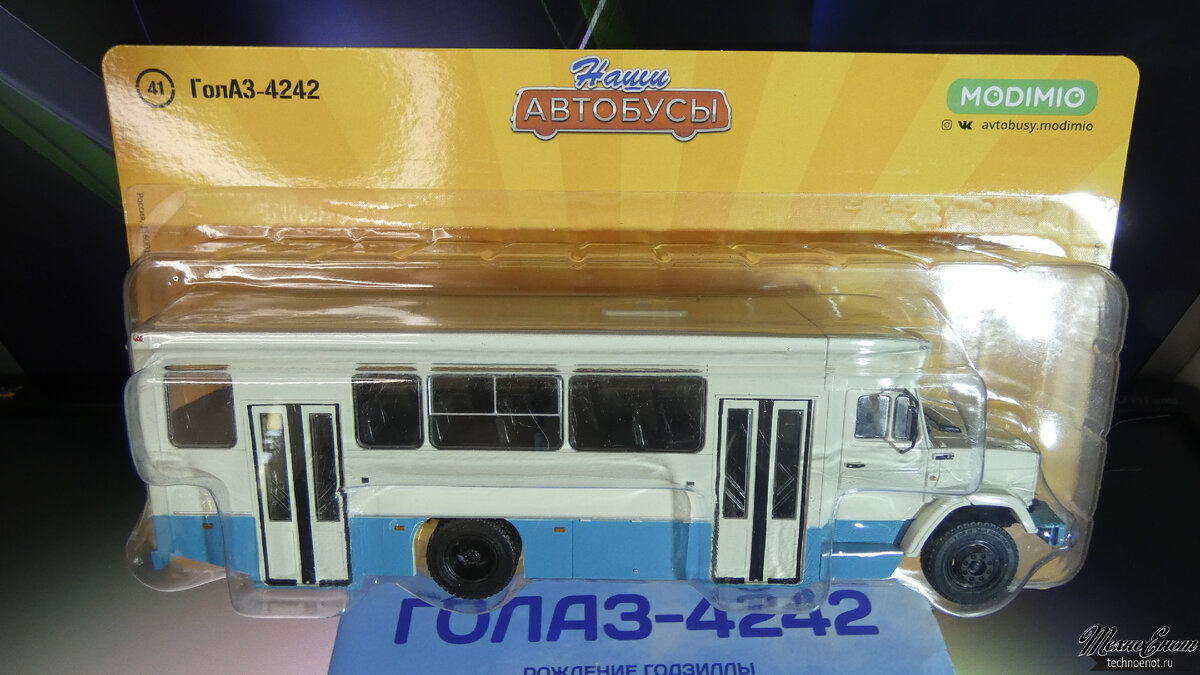 41 ГолАЗ-4242
Наши
АВТОБУСЫ
MODIMIO
avtobusy.modimio
ГОЛАЗ-4242
РОЖДЕНИЕ ГОДЗИЛЛЫ
ТехноЕнот
technoenot.ru